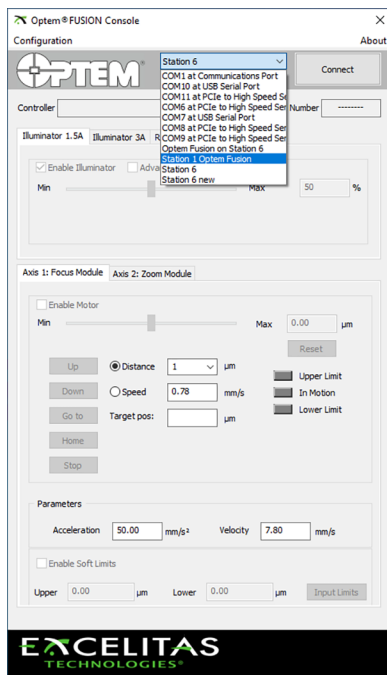 Optem®FUSION Console
Configuration About
OPTEM®
Station 6
Connect
COM1 at Communications Port
COM10 at USB Serial Port
COM11 at PCIe to High Speed Se
COM6 at PCIe to High Speed Ser
COM7 at USB Serial Port
COM8 at PCIe to High Speed Ser
COM9 at PCIe to High Speed Ser
Optem Fusion on Station 6
Station 1 Optem Fusion
Station 6
Station 6 new
Controller Number --------
Illuminator 1.5A Illuminator 3A R
Enable Illuminator Adva
Min Max 50 %
Axis 1: Focus Module Axis 2: Zoom Module
Enable Motor
Min Max 0.00 µm
Reset
Up Distance 1 µm Upper Limit
Down Speed 0.78 mm/s In Motion
Go to Target pos: µm Lower Limit
Home
Stop
Parameters
Acceleration 50.00 mm/s² Velocity 7.80 mm/s
Enable Soft Limits
Upper 0.00 µm Lower 0.00 µm Input Limits
EXCELITAS
TECHNOLOGIES®